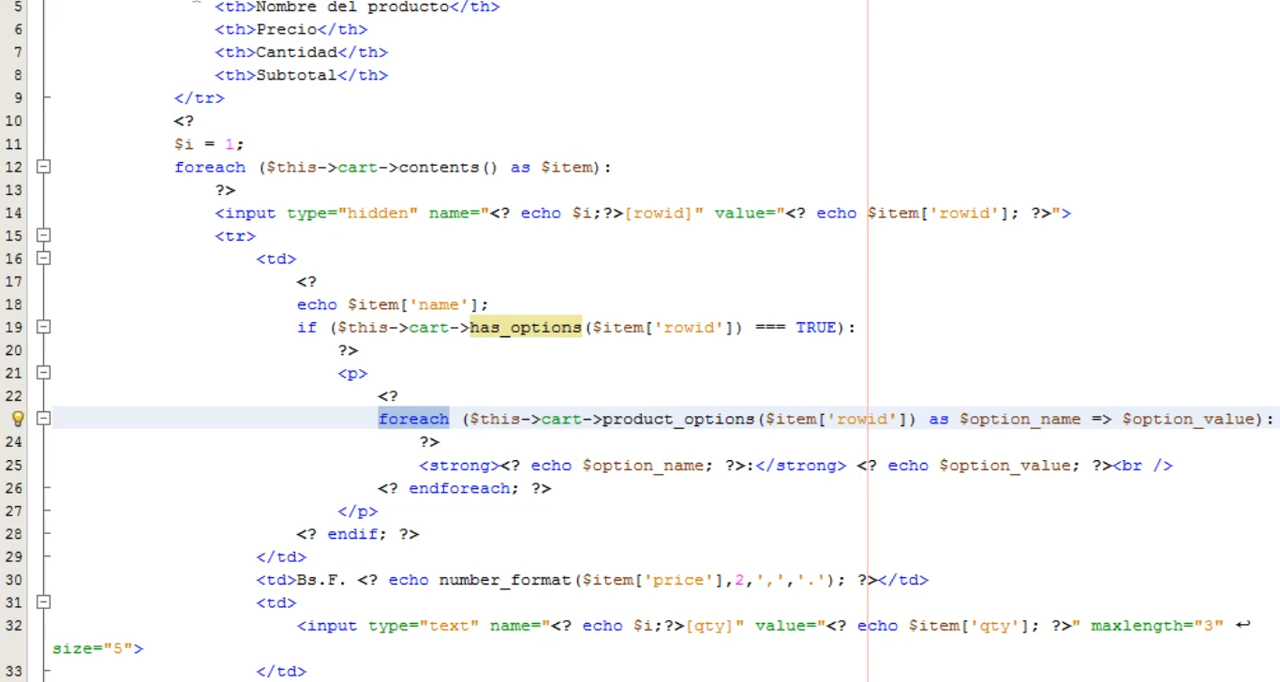 5 <th>Nombre del producto</th>
6 <th>Precio</th>
7 <th>Cantidad</th>
8 <th>Subtotal</th>
9 </tr>
10 <?
11 $i = 1;
12 foreach ($this->cart->contents() as $item):
13 ?>
14 <input type="hidden" name="<? echo $i;?>[rowid]" value="<? echo $item['rowid']; ?>">
15 <tr>
16 <td>
17 <?
18 echo $item['name'];
19 if ($this->cart->has_options($item['rowid']) === TRUE):
20 ?>
21 <p>
22 <?
foreach ($this->cart->product_options($item['rowid']) as $option_name => $option_value):
24 ?>
25 <strong><? echo $option_name; ?>:</strong> <? echo $option_value; ?><br />
26 <? endforeach; ?>
27 </p>
28 <? endif; ?>
29 </td>
30 <td>Bs.F. <? echo number_format($item['price'],2,',','.'); ?></td>
31 <td>
32 <input type="text" name="<? echo $i;?>[qty]" value="<? echo $item['qty']; ?>" maxlength="3" ↩
size="5">
33 </td>